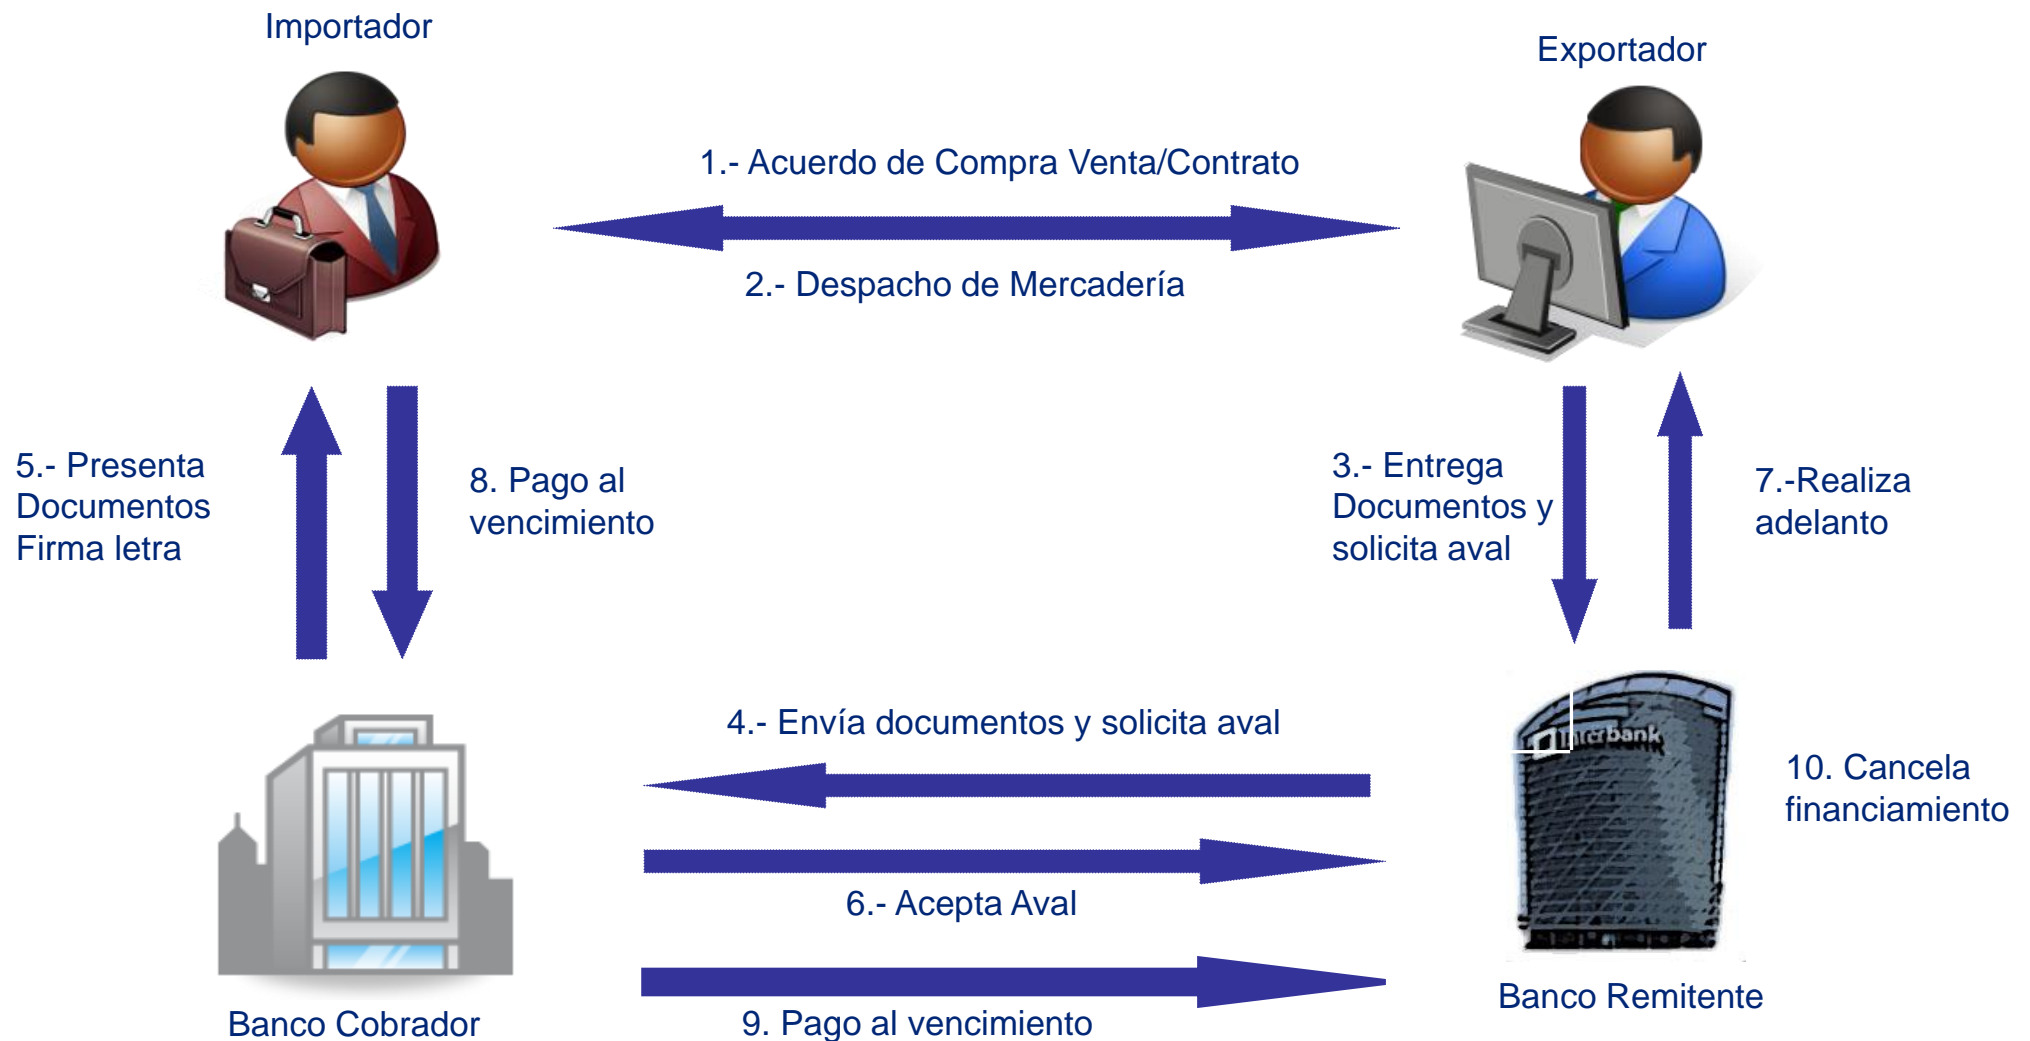 Importador
Exportador
1.- Acuerdo de Compra Venta/Contrato
2.- Despacho de Mercadería
5.- Presenta
Documentos
Firma letra
8. Pago al
vencimiento
3.- Entrega
Documentos y
solicita aval
7.-Realiza
adelanto
4.- Envía documentos y solicita aval
Interbank
10. Cancela
financiamiento
6.- Acepta Aval
Banco Remitente
9. Pago al vencimiento
Banco Cobrador